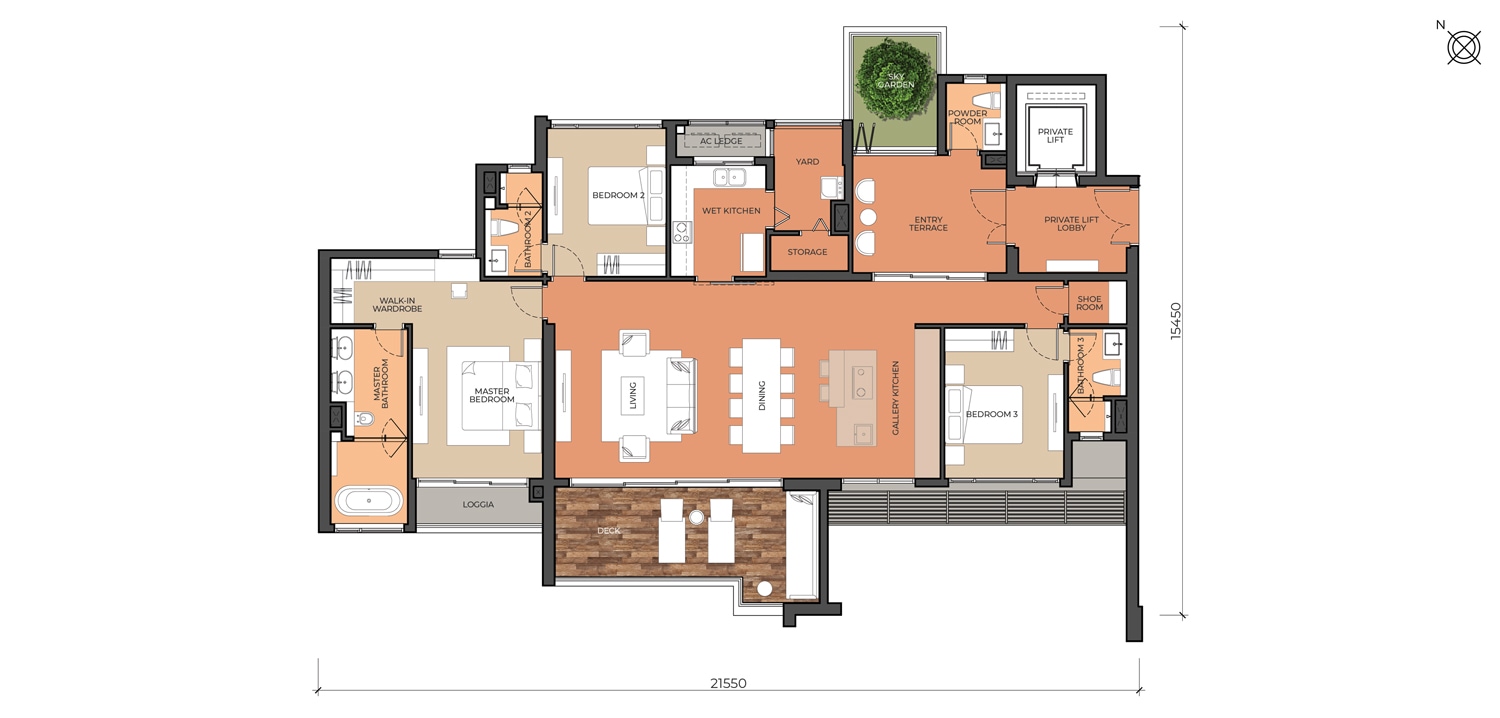 N
SKY
GARDEN
POWDER
ROOM
PRIVATE
LIFT
AC LEDGE
YARD
BEDROOM 2
WET KITCHEN
ENTRY
TERRACE
PRIVATE LIFT
LOBBY
BATHROOM 2
STORAGE
WALK-IN
WARDROBE
SHOE
ROOM
15450
MASTER
BATHROOM
MASTER
BEDROOM
LIVING
DINING
GALLERY KITCHEN
BEDROOM 3
BATHROOM 3
LOGGIA
DECK
21550